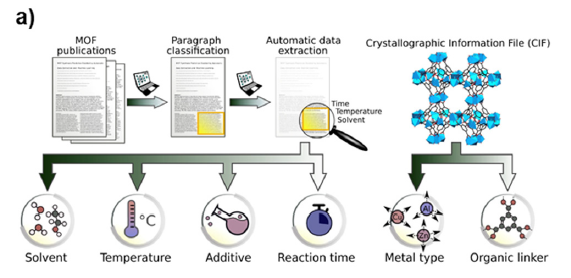 a)
MOF
publications
Paragraph
classification
Automatic data
extraction
Crystallographic Information File (CIF)
Time
Temperature
Solvent
°C
Al
Zn
Solvent
Temperature
Additive
Reaction time
Metal type
Organic linker